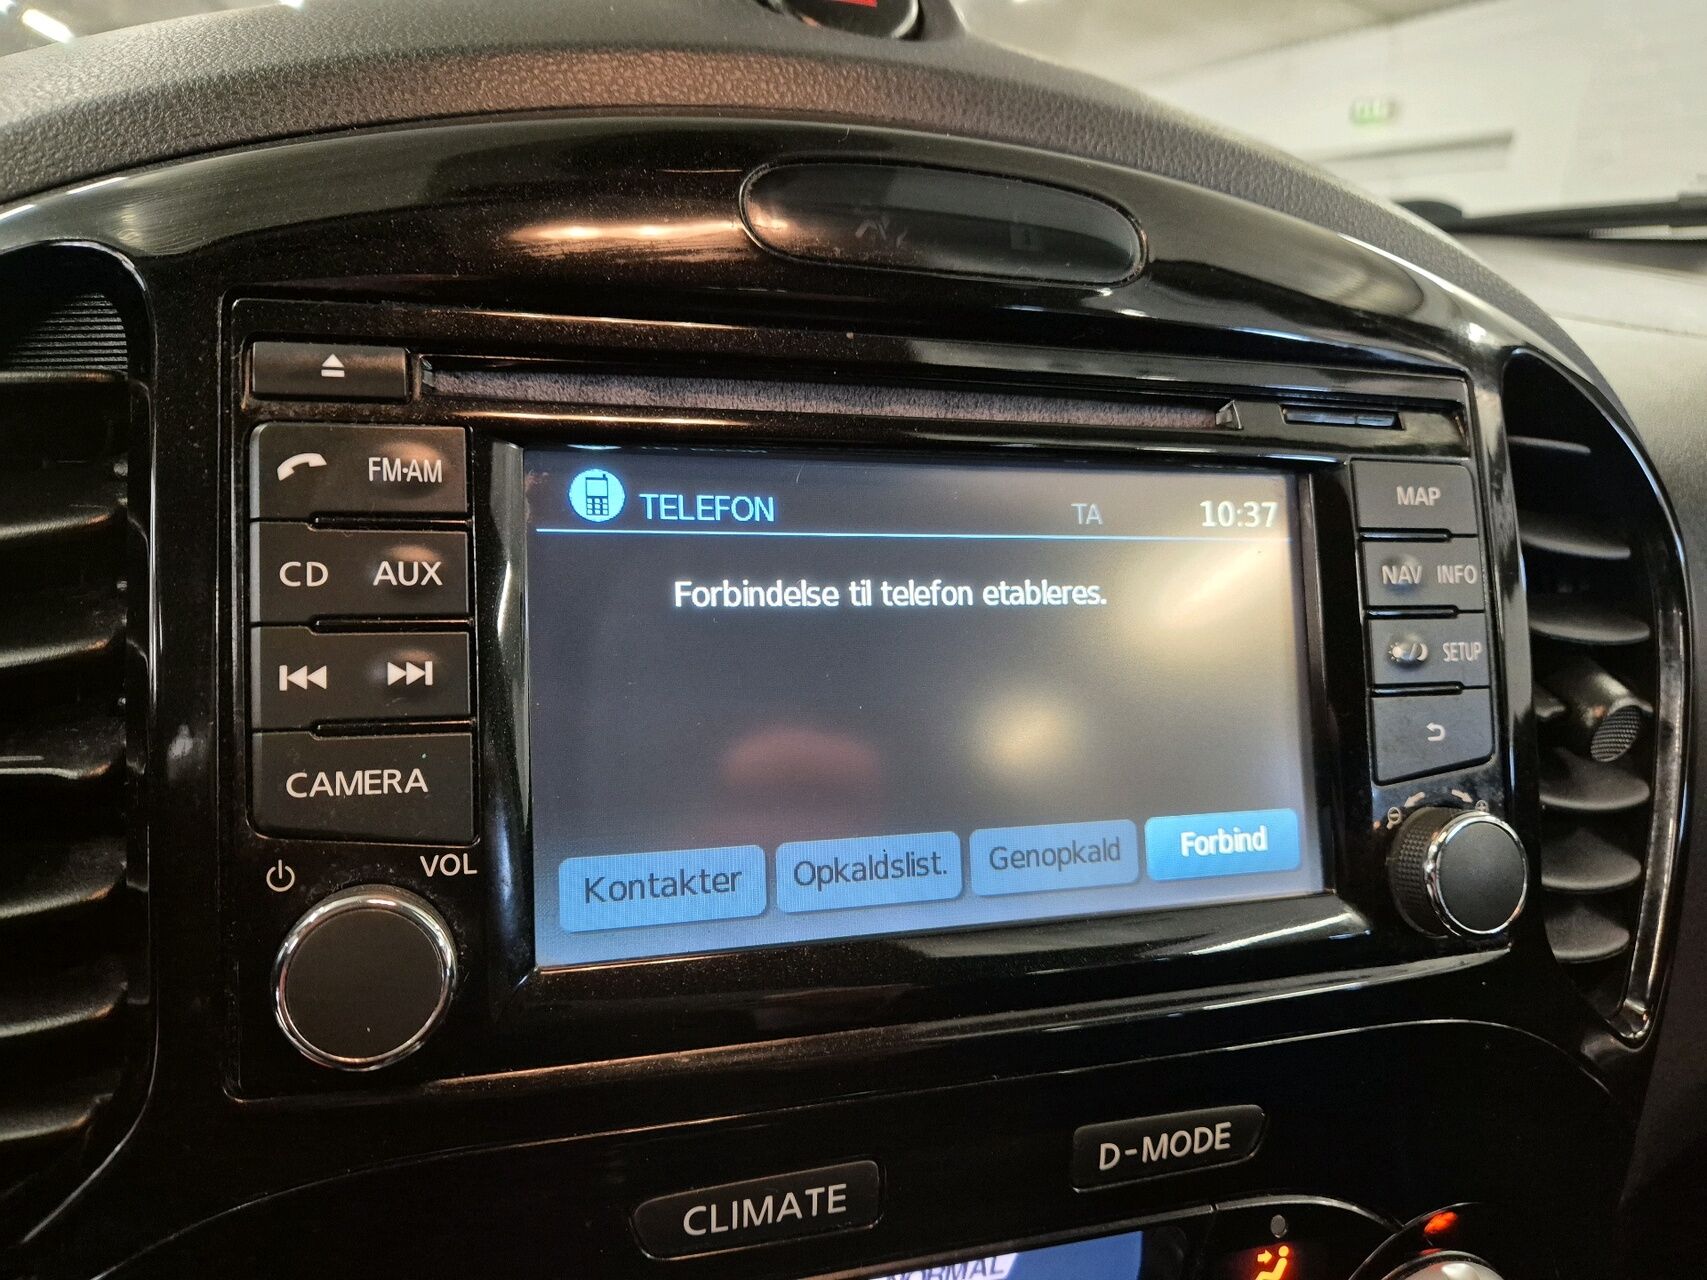 TELEFON TA 10:37
Forbindelse til telefon etableres.
Kontakter Opkaldslist. Genopkald Forbind
FM·AM
CD AUX
CAMERA
VOL
MAP
NAV INFO
SETUP
D-MODE
CLIMATE
NORMAL